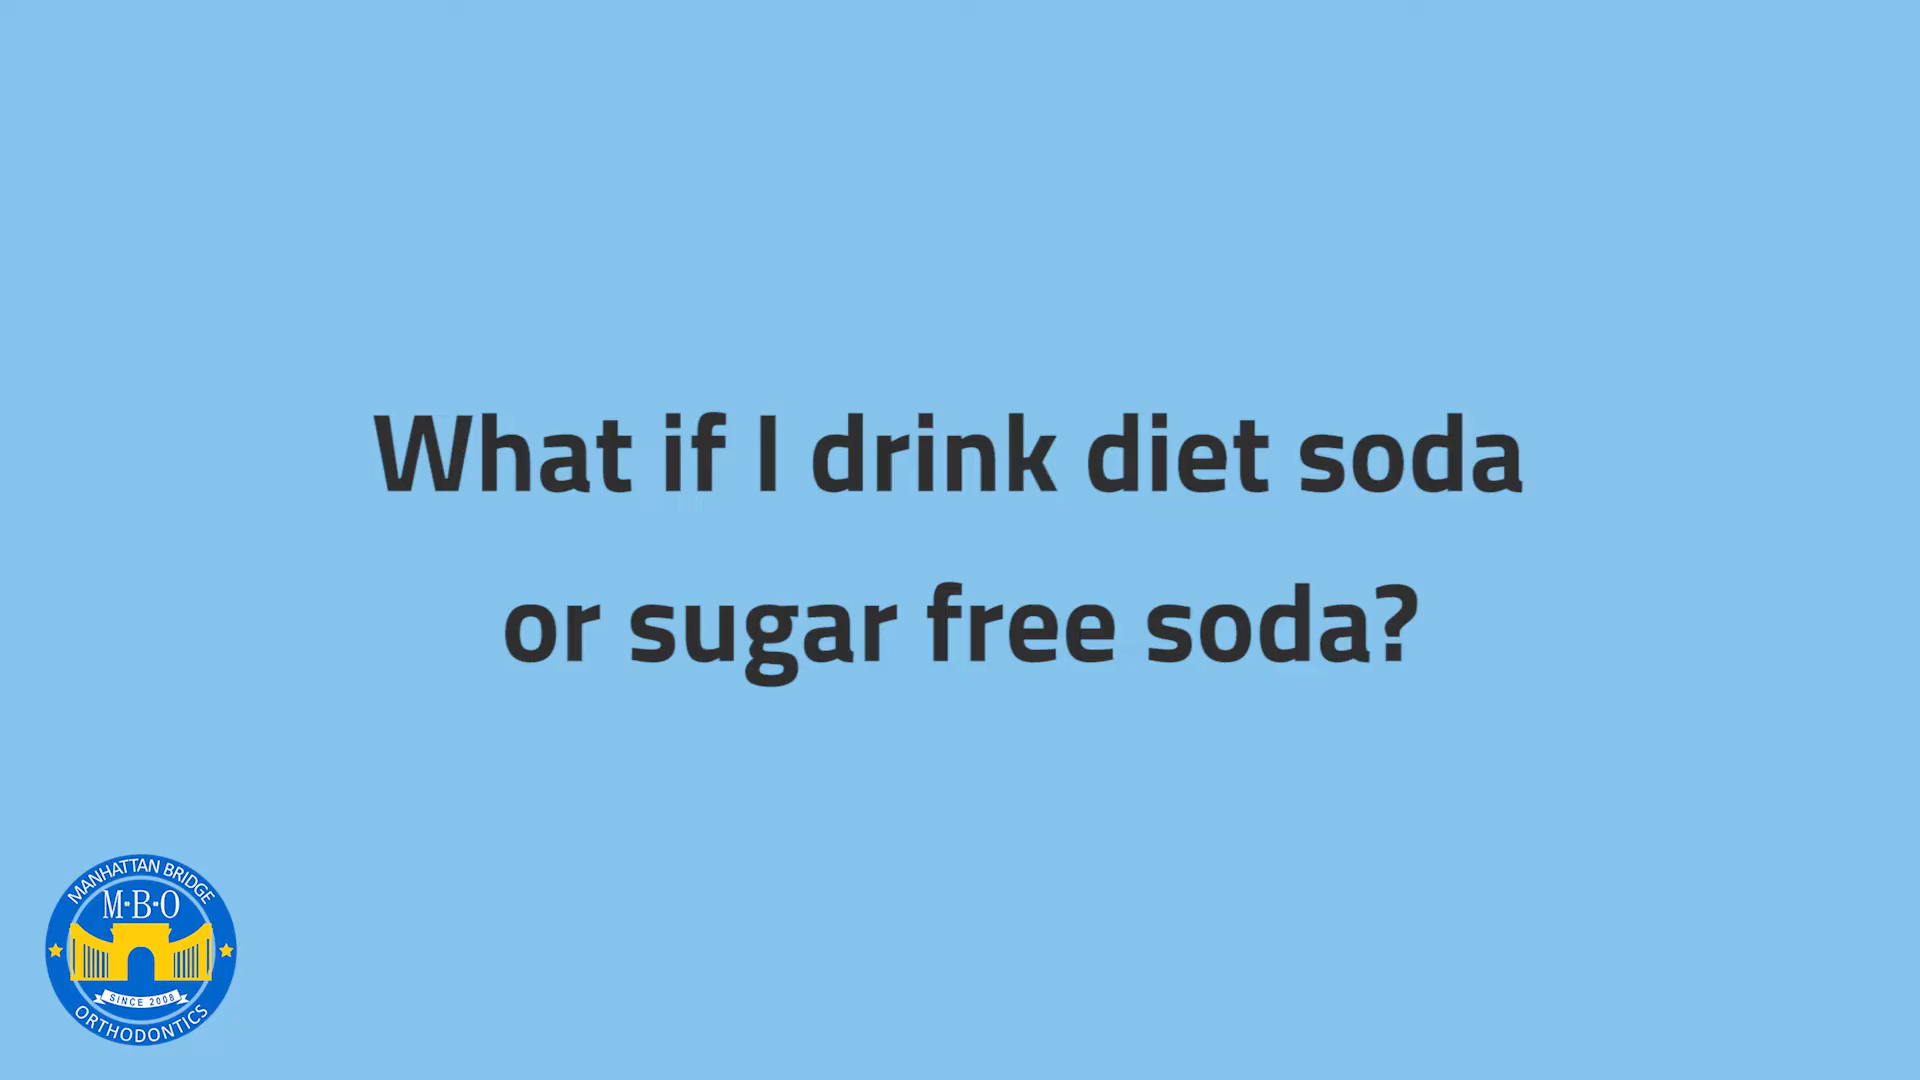 What if I drink diet soda
or sugar free soda?
MANHATTAN BRIDGE
M·B·O
SINCE 2008
ORTHODONTICS